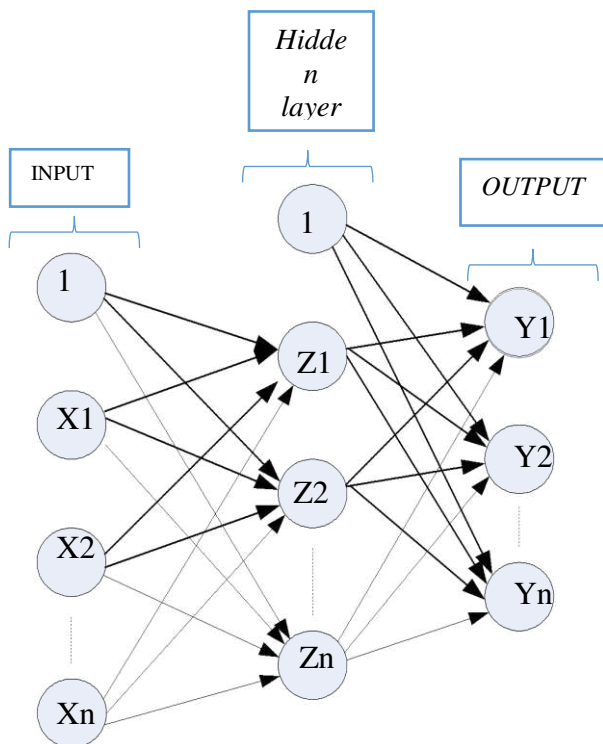 Hidde
n
layer
INPUT
OUTPUT
1
1
X1
X2
Xn
Z1
Z2
Zn
Y1
Y2
Yn